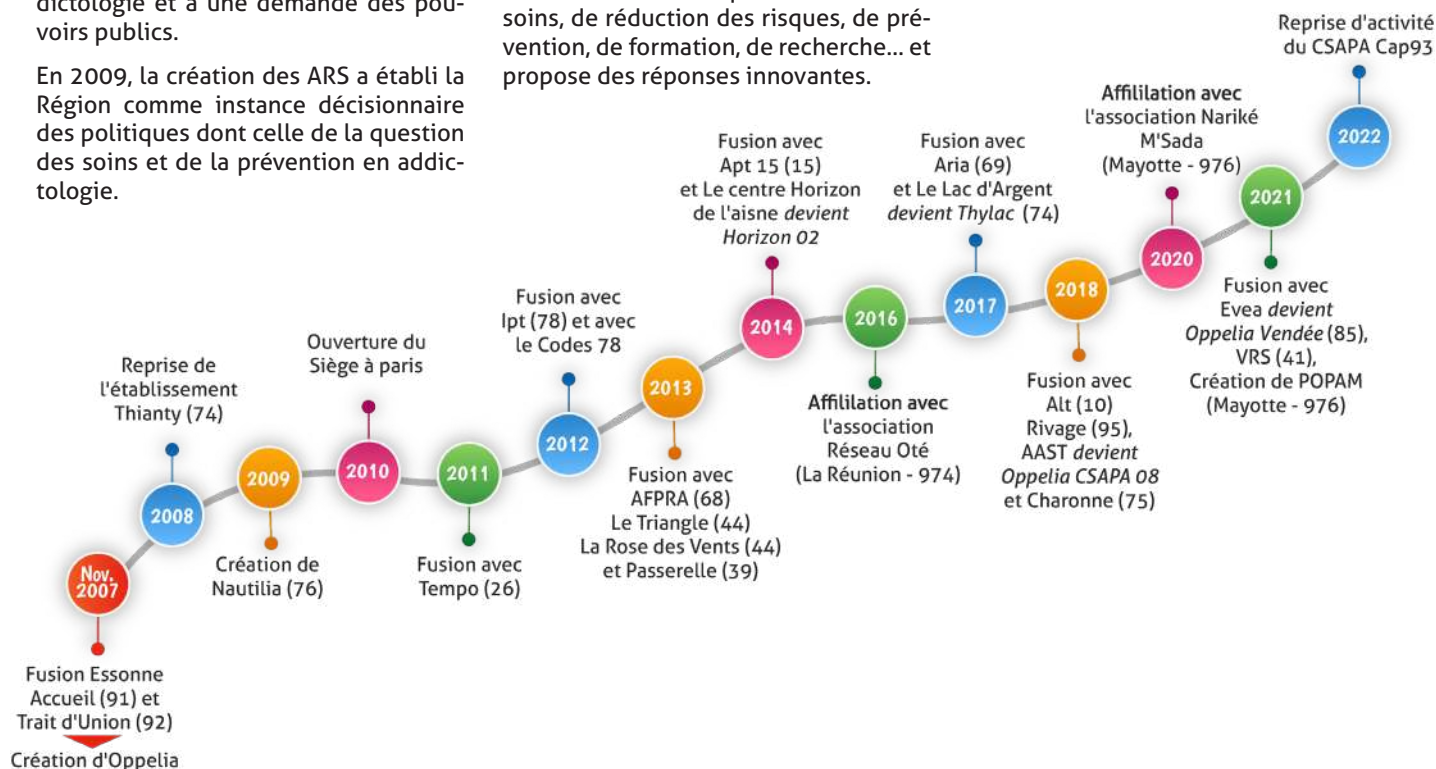 dictologie et à une demande des pou-
voirs publics.
En 2009, la création des ARS a établi la
Région comme instance décisionnaire
des politiques dont celle de la question
des soins et de la prévention en addic-
tologie.
soins, de réduction des risques, de pré-
vention, de formation, de recherche... et
propose des réponses innovantes.
Nov.
2007
Fusion Essonne
Accueil (91) et
Trait d'Union (92)
Création d'Oppelia
Reprise de
l'établissement
Thianty (74)
2008
2009
Création de
Nautilia (76)
Ouverture du
Siège à paris
2010
2011
Fusion avec
Tempo (26)
Fusion avec
Ipt (78) et avec
le Codes 78
2012
2013
Fusion avec
AFPRA (68)
Le Triangle (44)
La Rose des Vents (44)
et Passerelle (39)
Fusion avec
Apt 15 (15)
et Le centre Horizon
de l'aisne devient
Horizon 02
2014
2016
Affililation avec
l'association
Réseau Oté
(La Réunion - 974)
Fusion avec
Aria (69)
et Le Lac d'Argent
devient Thylac (74)
2017
2018
Fusion avec
Alt (10)
Rivage (95),
AAST devient
Oppelia CSAPA 08
et Charonne (75)
Affililation avec
l'association Nariké
M'Sada
(Mayotte - 976)
2020
2021
Fusion avec
Evea devient
Oppelia Vendée (85),
VRS (41),
Création de POPAM
(Mayotte - 976)
Reprise d'activité
du CSAPA Cap93
2022